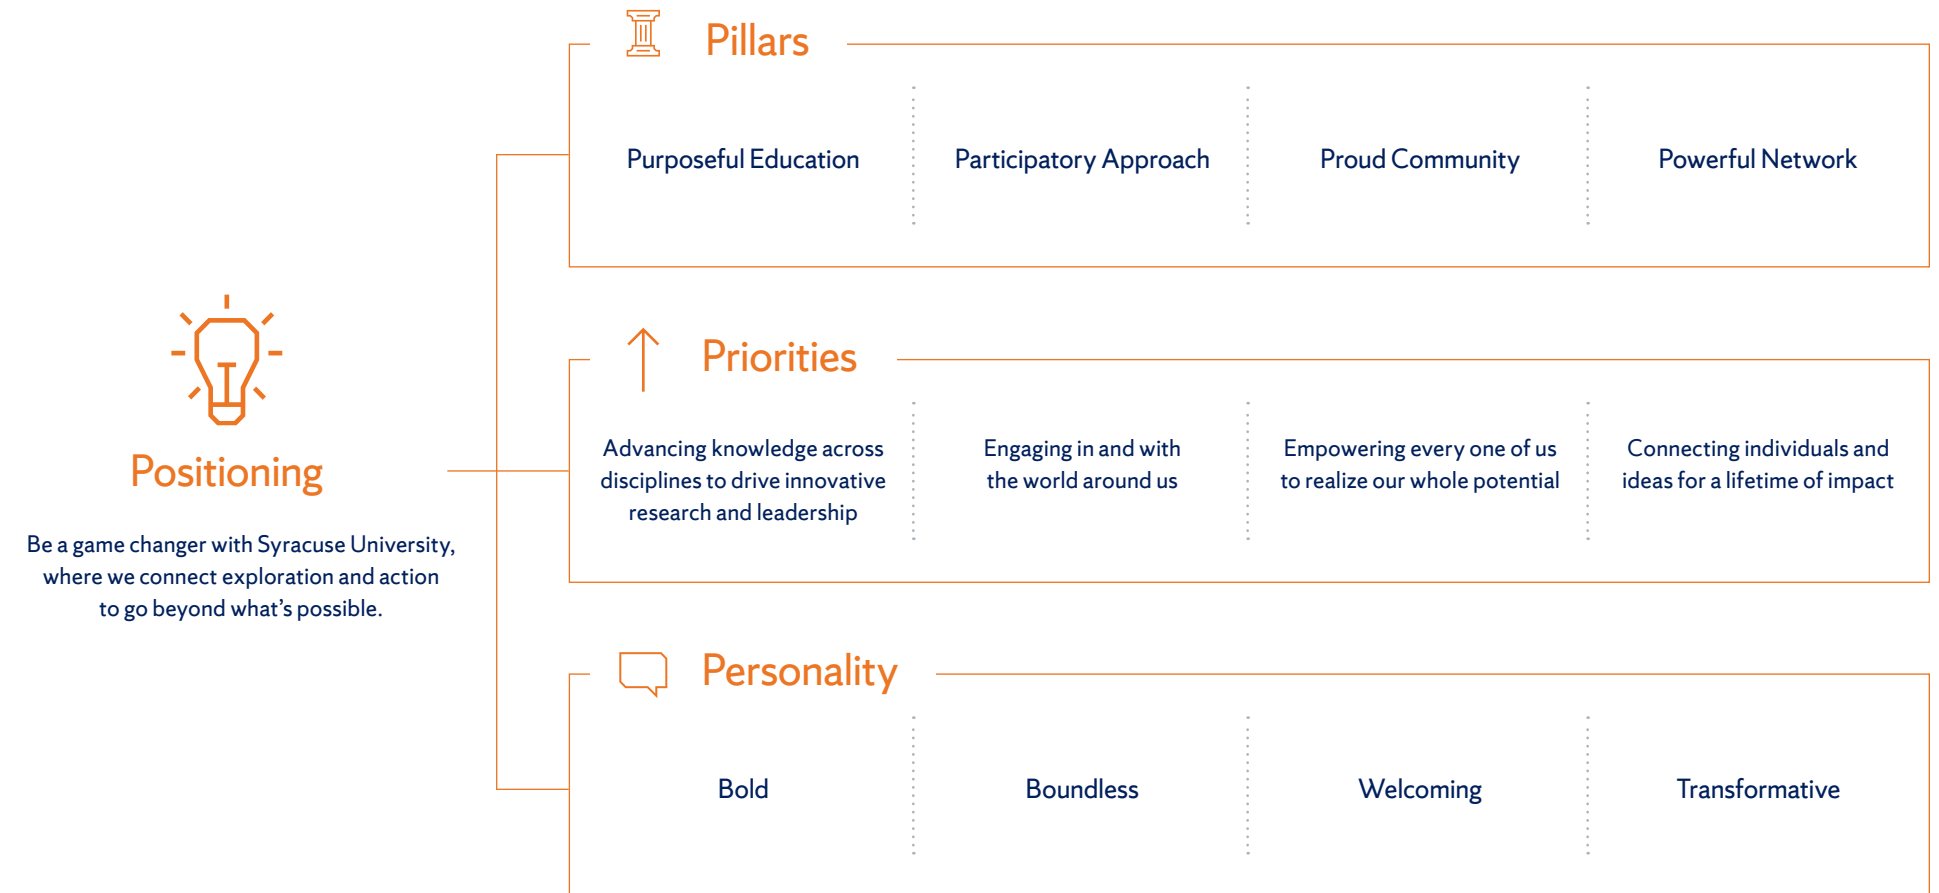 Pillars
Purposeful Education
Participatory Approach
Proud Community
Powerful Network
Positioning
Be a game changer with Syracuse University,
where we connect exploration and action
to go beyond what's possible.
Priorities
Advancing knowledge across
disciplines to drive innovative
research and leadership
Engaging in and with
the world around us
Empowering every one of us
to realize our whole potential
Connecting individuals and
ideas for a lifetime of impact
Personality
Bold
Boundless
Welcoming
Transformative